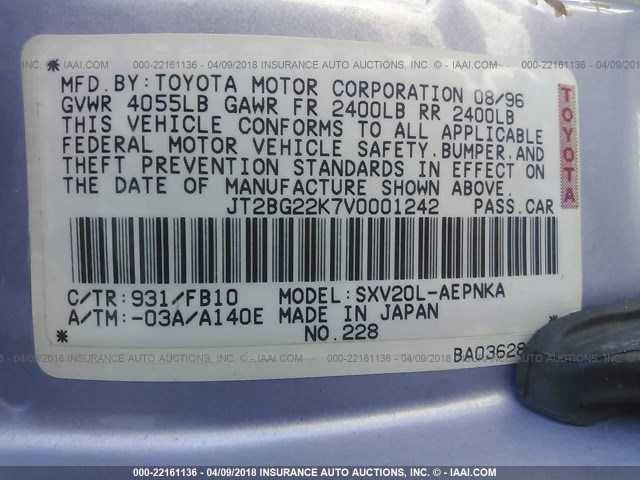 000-22161136 - 04/09/2018 INSURANCE AUTO AUCTIONS © - IAAI.COM
MFD. BY: TOYOTA MOTOR CORPORATION 08/96
GVWR 4055LB GAWR FR 2400LB RR 2400LB
THIS VEHICLE CONFORMS TO ALL APPLICABLE
FEDERAL MOTOR VEHICLE SAFETY. BUMPER. AND
THEFT PREVENTION STANDARDS IN EFFECT ON
THE DATE OF MANUFACTURE SHOWN ABOVE.
TOYOTA
JT2BG22K7V0001242 PASS. CAR
C/TR: 931/FB10 MODEL: SXV20L-AEPNKA
A/TM: -03A/A140E MADE IN JAPAN
NO. 228
BA03628
000-22161136 - 04/09/2018 INSURANCE AUTO AUCTIONS © - IAAI.COM